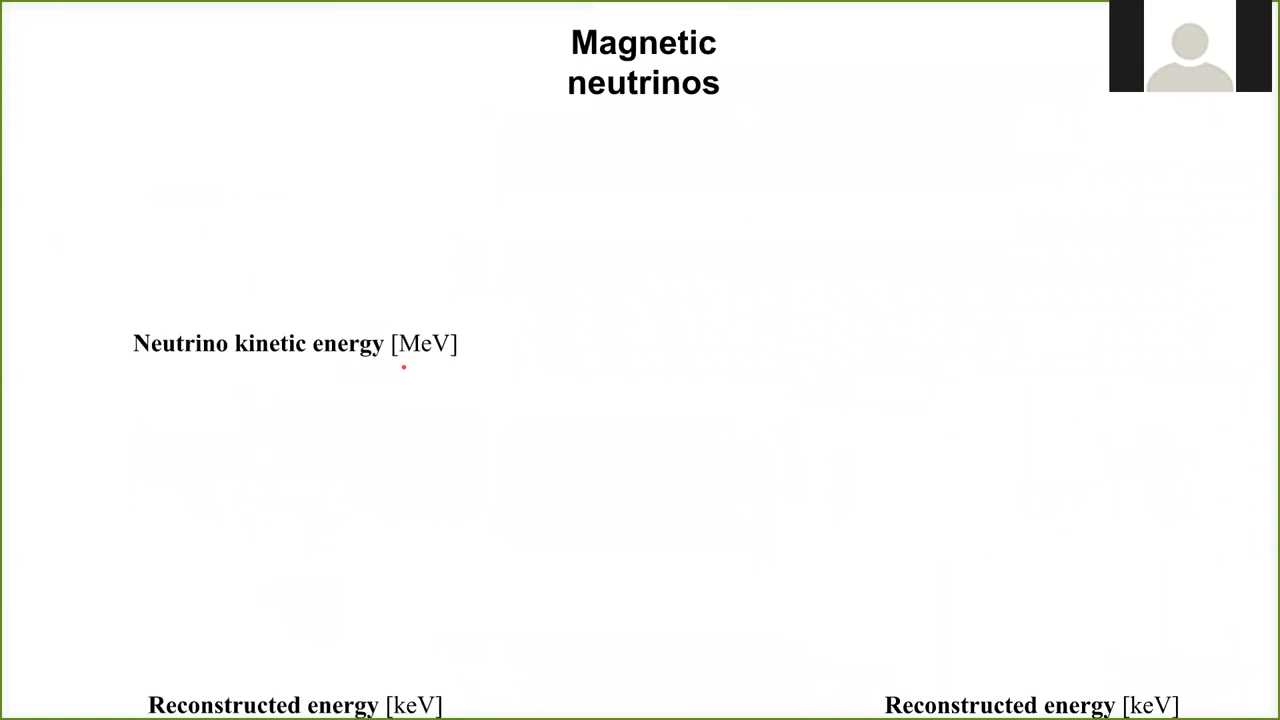 Magnetic
neutrinos
Neutrino kinetic energy [MeV]
Reconstructed energy [keV]
Reconstructed energy [keV]